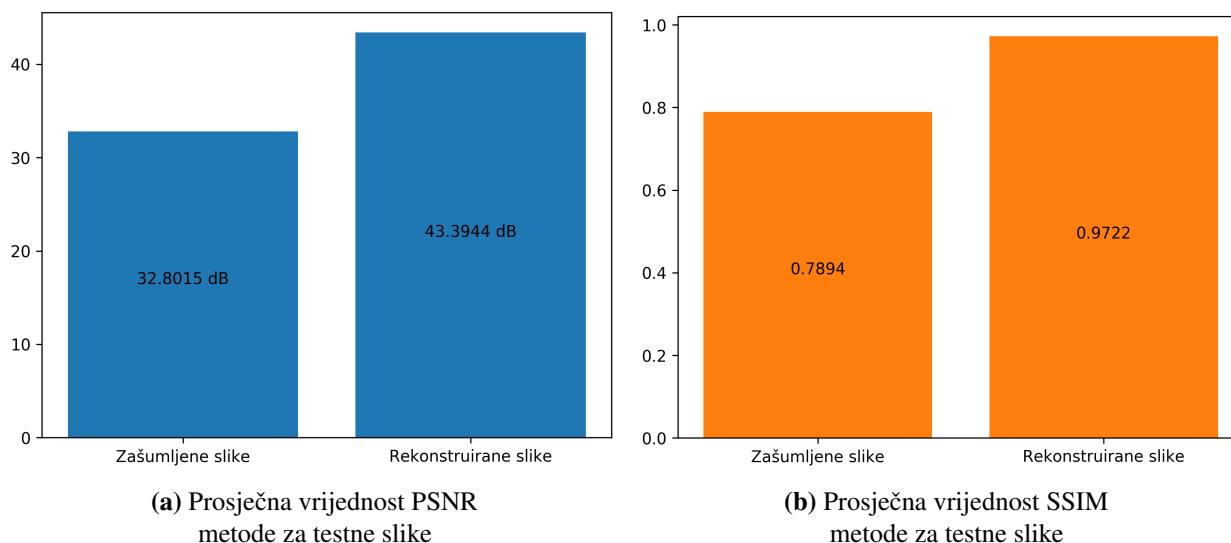 40
30
20
10
0
32.8015 dB
43.3944 dB
Zašumljene slike
Rekonstruirane slike
(a) Prosječna vrijednost PSNR
metode za testne slike
1.0
0.8
0.6
0.4
0.2
0.0
0.7894
0.9722
Zašumljene slike
Rekonstruirane slike
(b) Prosječna vrijednost SSIM
metode za testne slike